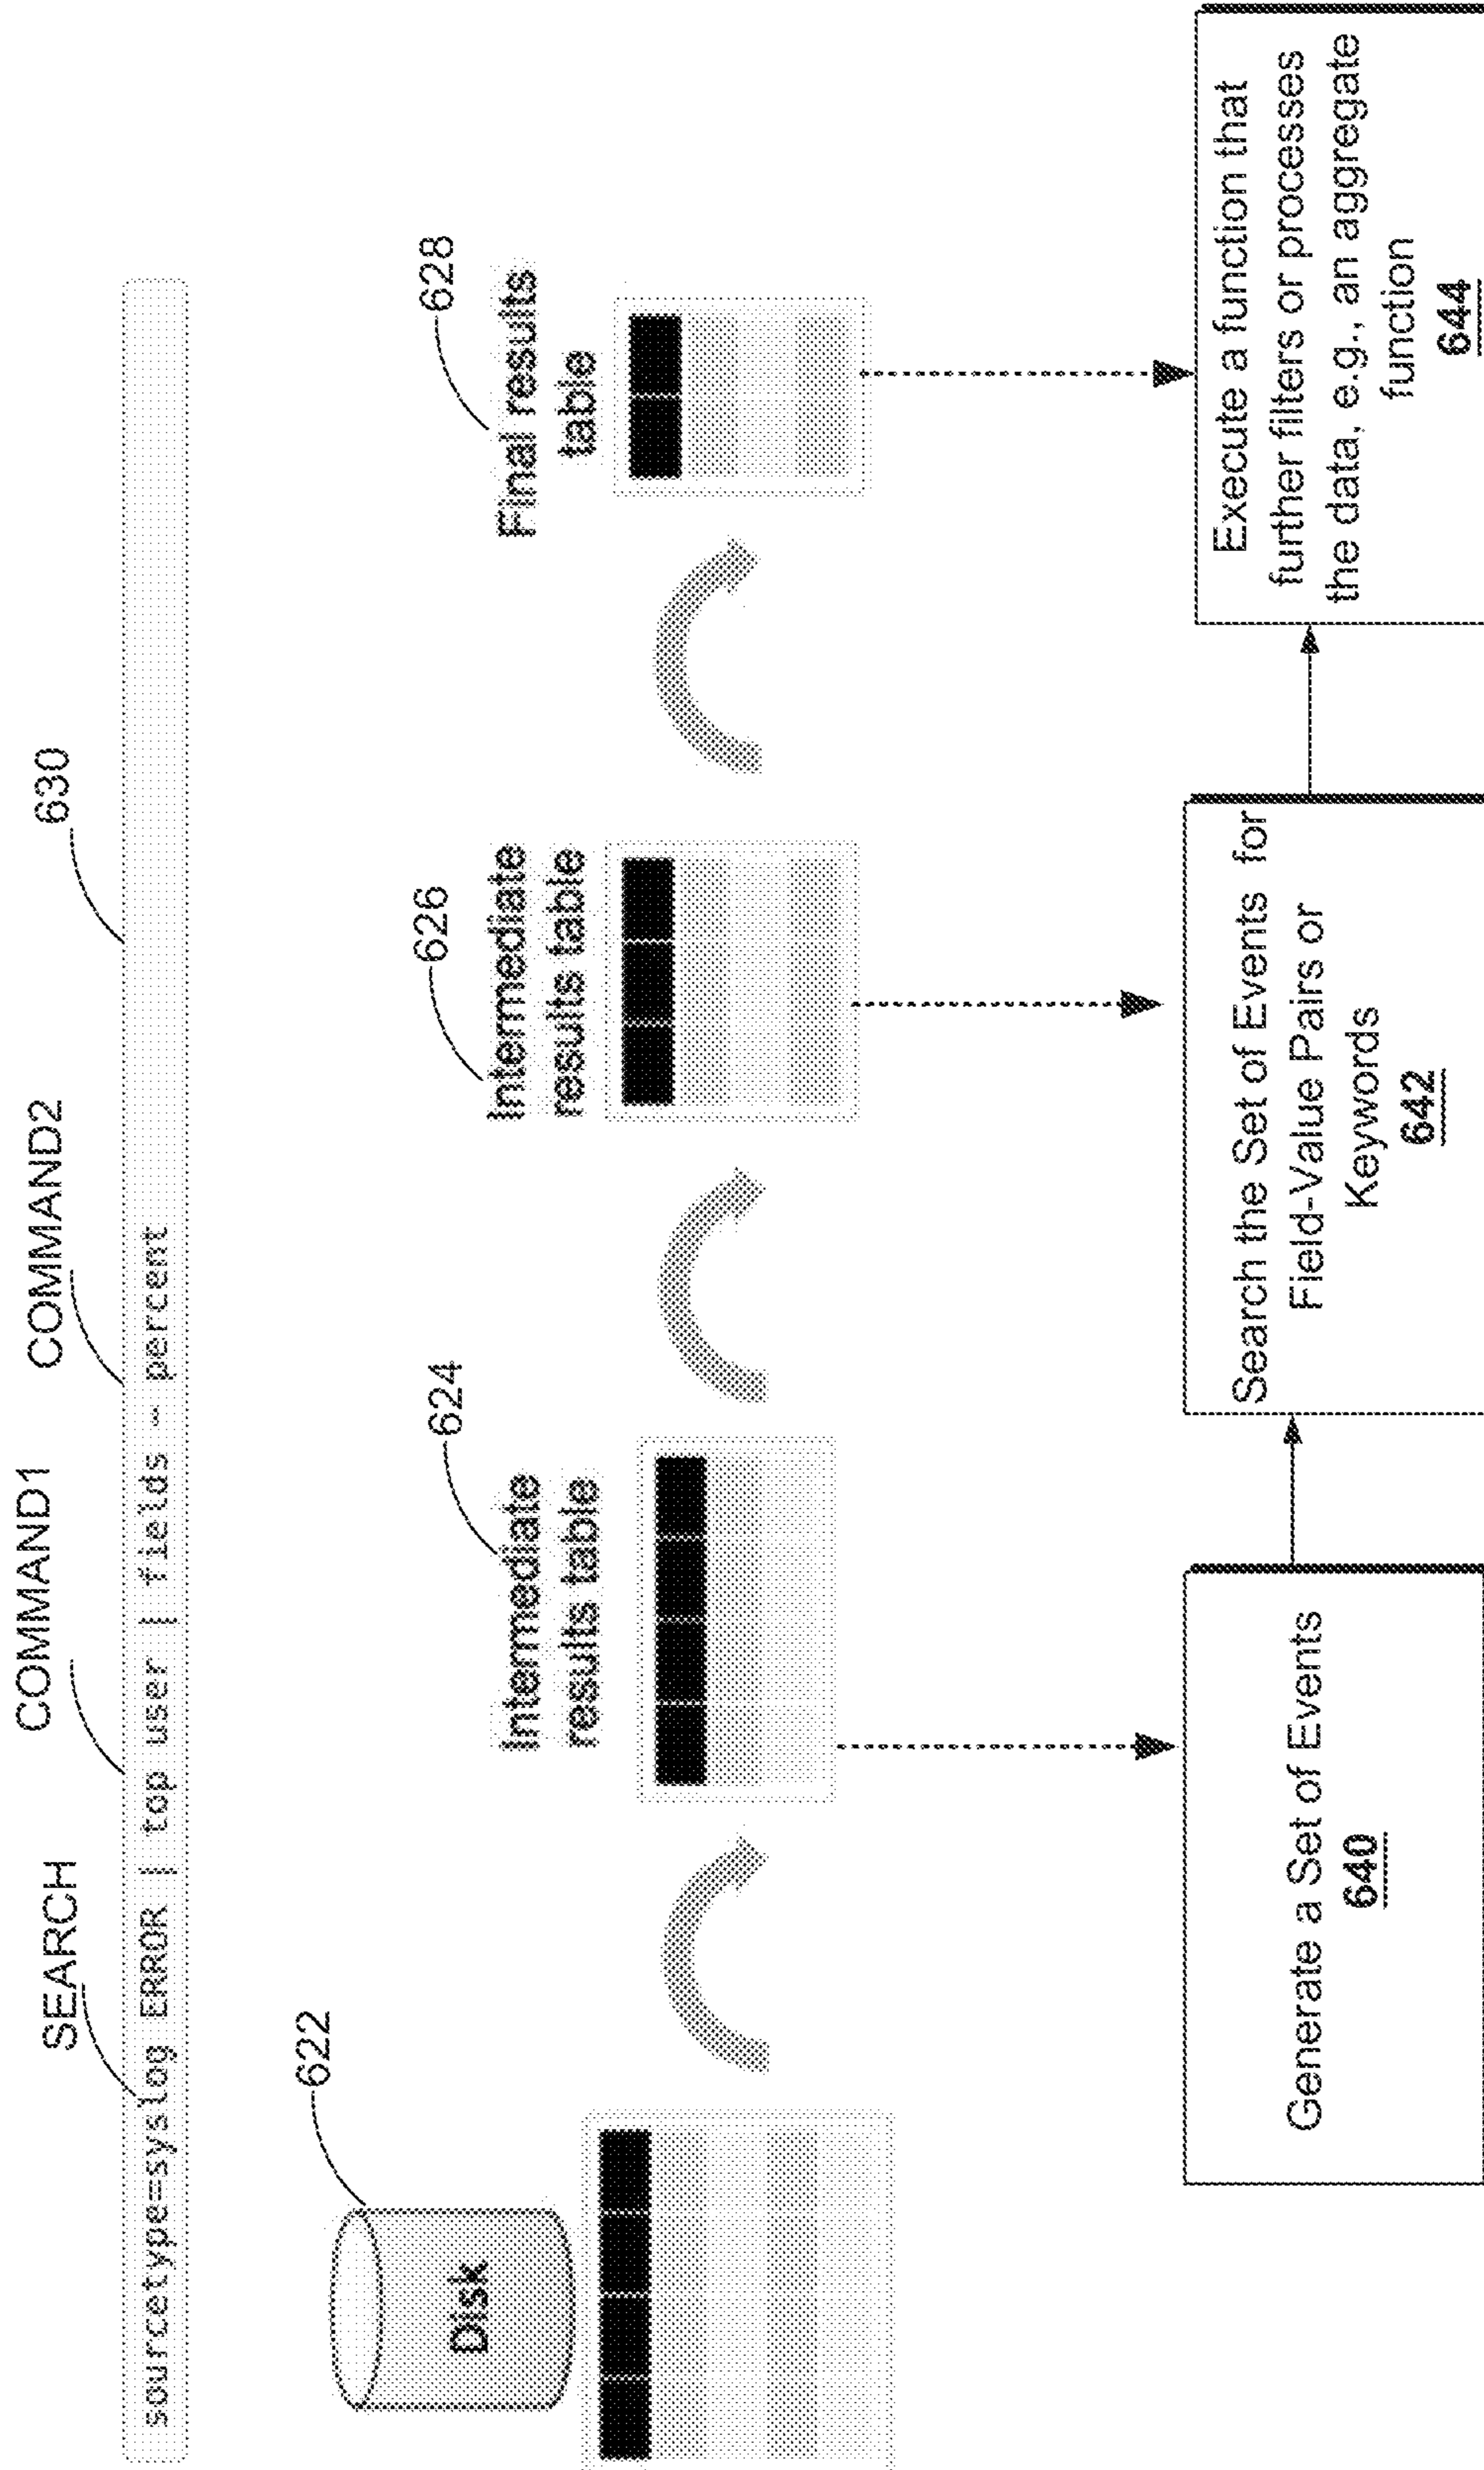 SEARCH
COMMAND1
COMMAND2
630
sourcetype=syslog ERROR | top user | fields – percent
622
Disk
624
Intermediate
results table
626
Intermediate
results table
628
Final results
table
Generate a Set of Events
640
Search the Set of Events for
Field-Value Pairs or
Keywords
642
Execute a function that
further filters or processes
the data, e.g., an aggregate
function
644